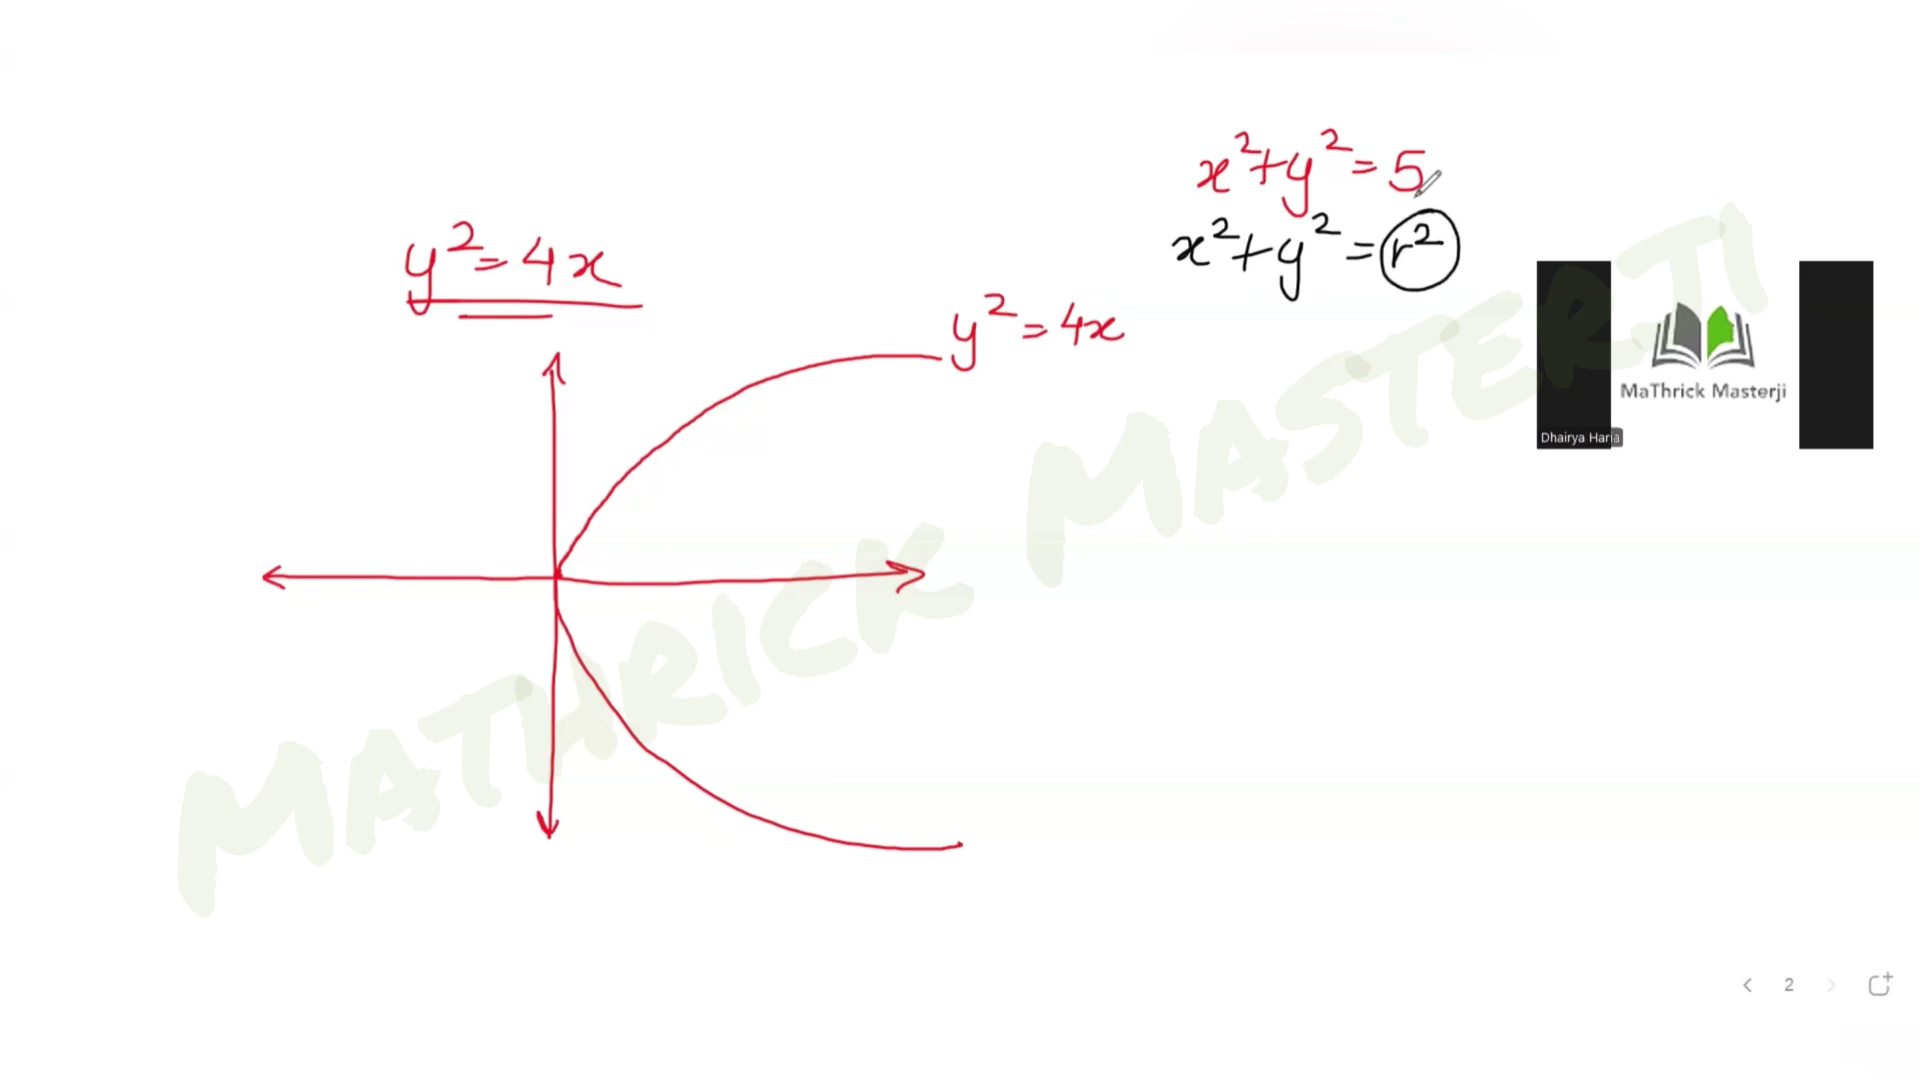 x²+y²=5
x²+y²=r²
y²=4x
y²=4x
MaThrick Masterji
Dhairya Haria
MATHRICK MASTERJI
2